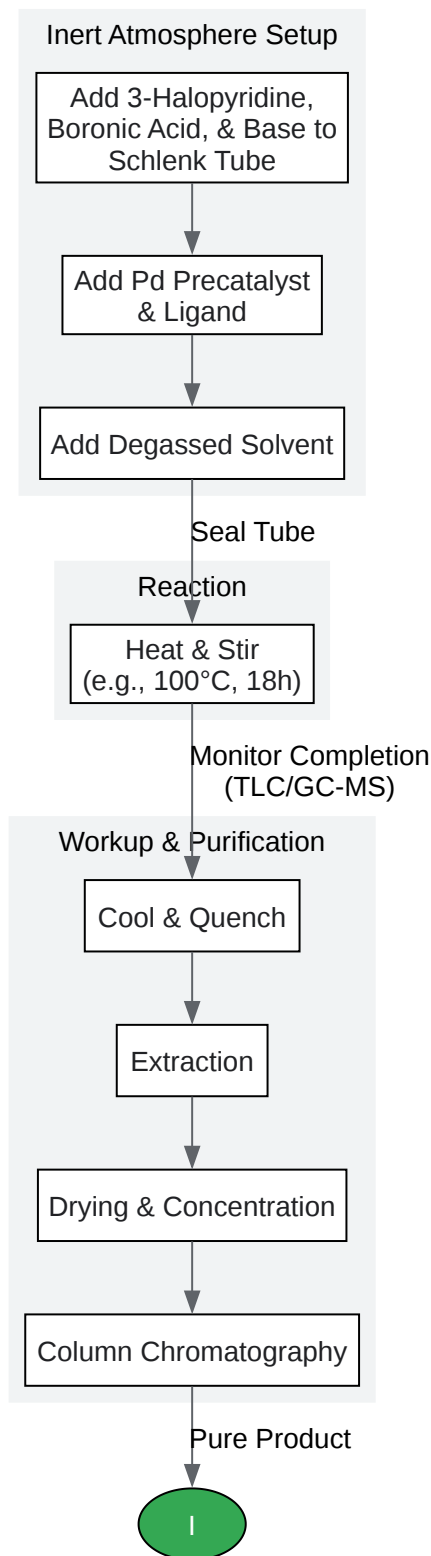 Inert Atmosphere Setup
Add 3-Halopyridine,
Boronic Acid, & Base to
Schlenk Tube
Add Pd Precatalyst
& Ligand
Add Degassed Solvent
Seal Tube
Reaction
Heat & Stir
(e.g., 100°C, 18h)
Monitor Completion
(TLC/GC-MS)
Workup & Purification
Cool & Quench
Extraction
Drying & Concentration
Column Chromatography
Pure Product
I